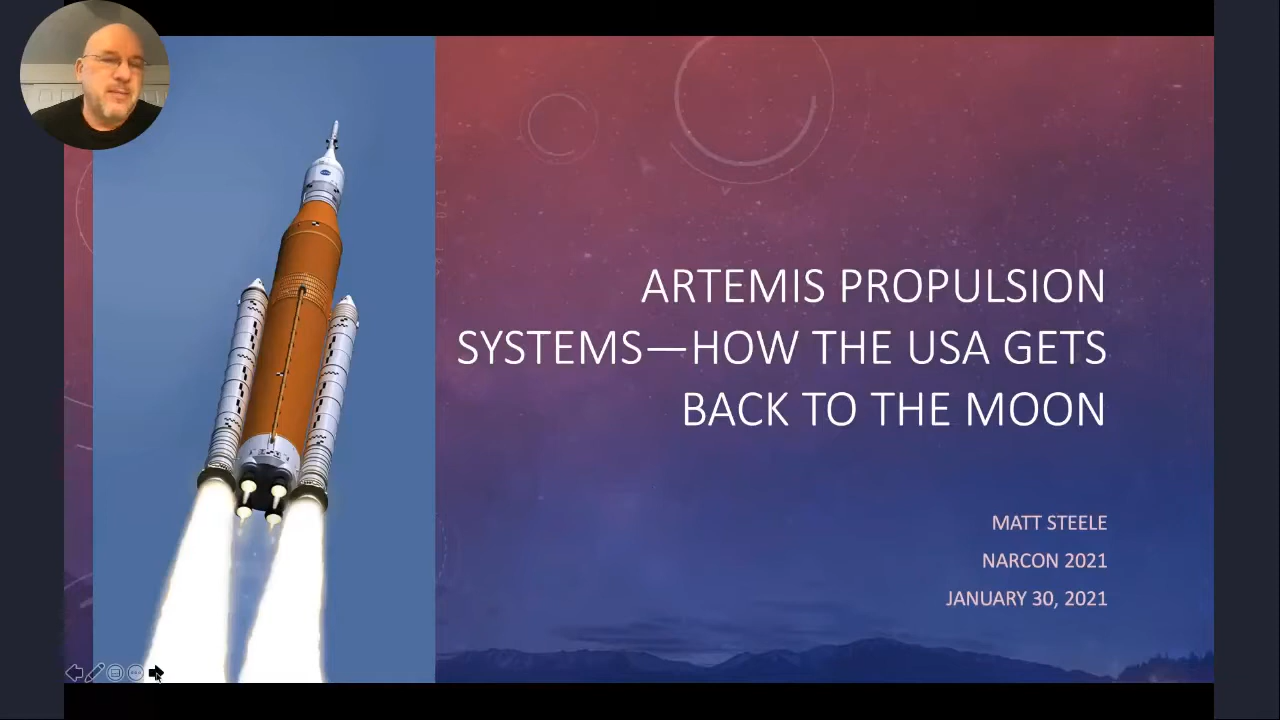 ARTEMIS PROPULSION
SYSTEMS—HOW THE USA GETS
BACK TO THE MOON
MATT STEELE
NARCON 2021
JANUARY 30, 2021